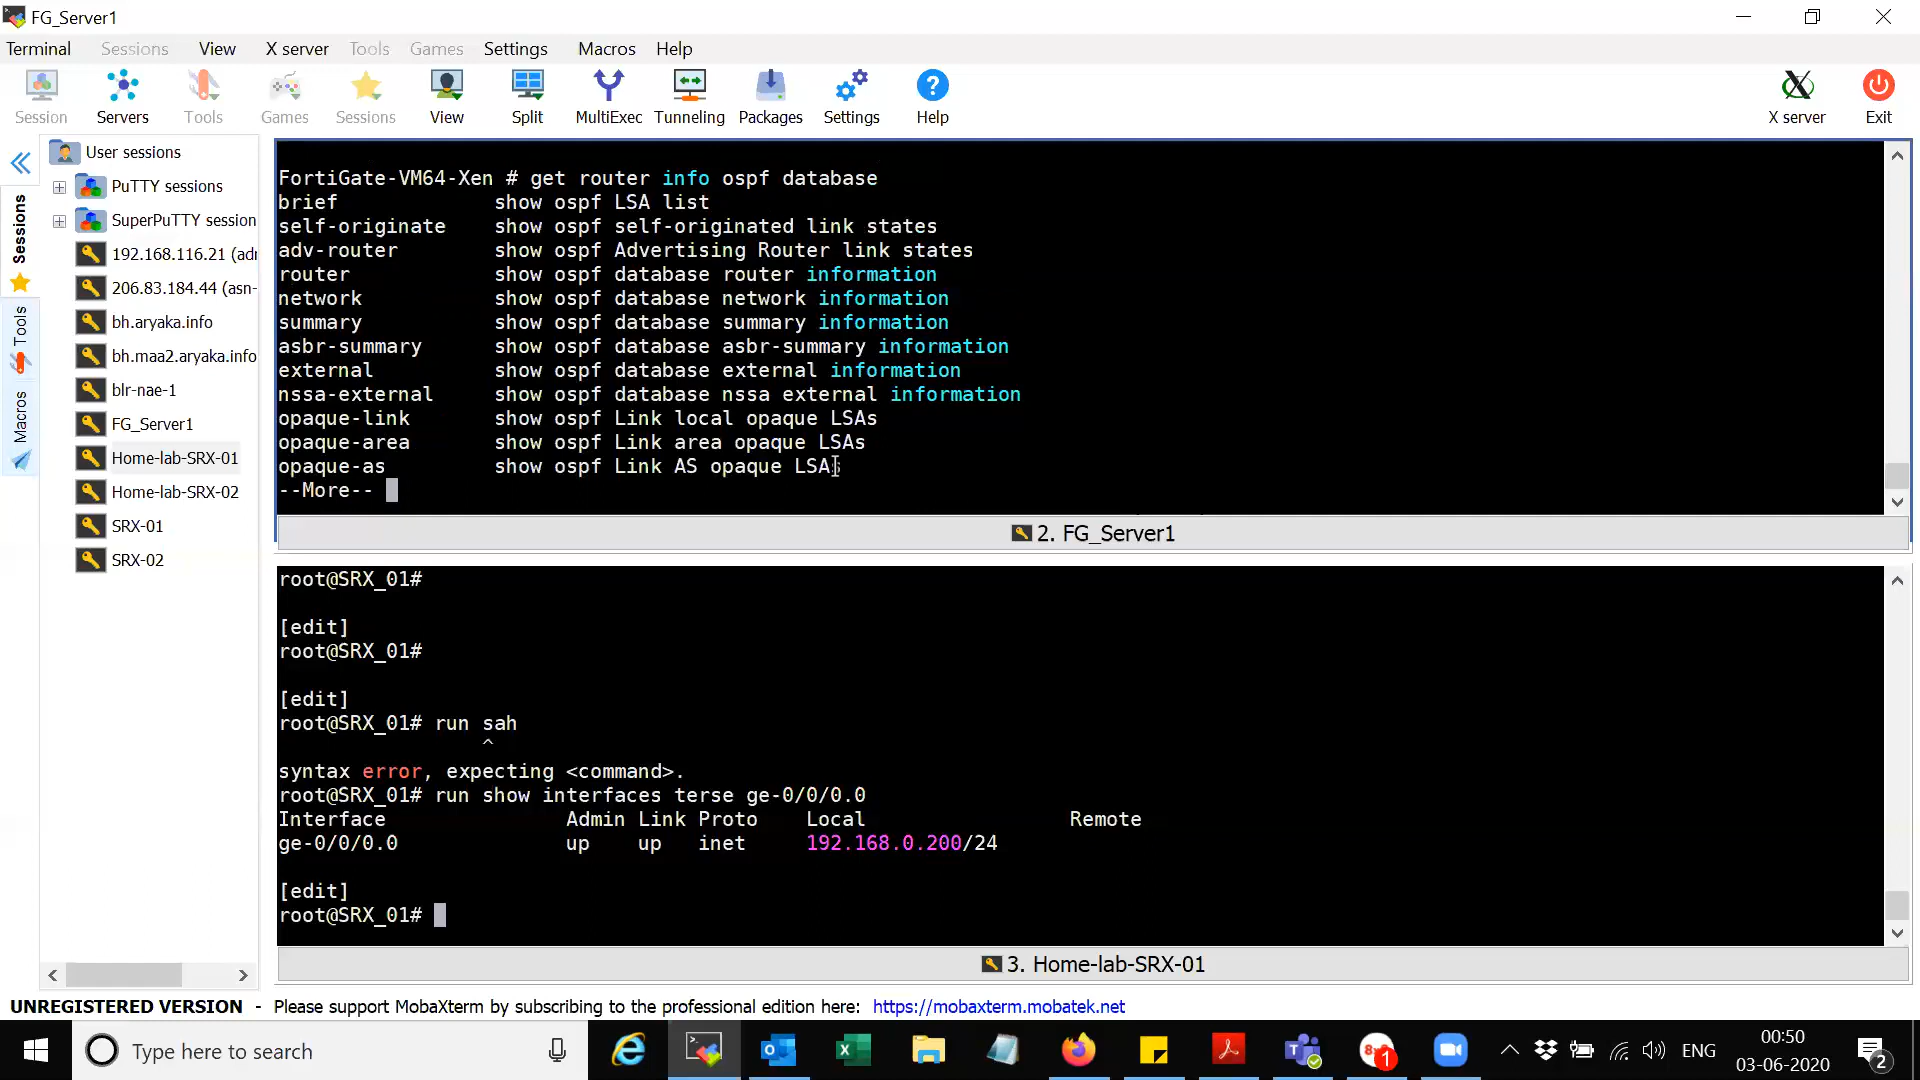 FG_Server1
Terminal Sessions View X server Tools Games Settings Macros Help
Session Servers Tools Games Sessions View Split MultiExec Tunneling Packages Settings Help X server Exit
Sessions
Tools
Macros
User sessions
PuTTY sessions
SuperPuTTY session
192.168.116.21 (adr
206.83.184.44 (asn-
bh.aryaka.info
bh.maa2.aryaka.info
blr-nae-1
FG_Server1
Home-lab-SRX-01
Home-lab-SRX-02
SRX-01
SRX-02
FortiGate-VM64-Xen # get router info ospf database
brief show ospf LSA list
self-originate show ospf self-originated link states
adv-router show ospf Advertising Router link states
router show ospf database router information
network show ospf database network information
summary show ospf database summary information
asbr-summary show ospf database asbr-summary information
external show ospf database external information
nssa-external show ospf database nssa external information
opaque-link show ospf Link local opaque LSAs
opaque-area show ospf Link area opaque LSAs
opaque-as show ospf Link AS opaque LSAs
--More--
2. FG_Server1
root@SRX_01#
[edit]
root@SRX_01#
[edit]
root@SRX_01# run sah
^
syntax error, expecting <command>.
root@SRX_01# run show interfaces terse ge-0/0/0.0
Interface Admin Link Proto Local Remote
ge-0/0/0.0 up up inet 192.168.0.200/24
[edit]
root@SRX_01#
3. Home-lab-SRX-01
UNREGISTERED VERSION - Please support MobaXterm by subscribing to the professional edition here: https://mobaxterm.mobatek.net
Type here to search
ENG
00:50
03-06-2020
1
2